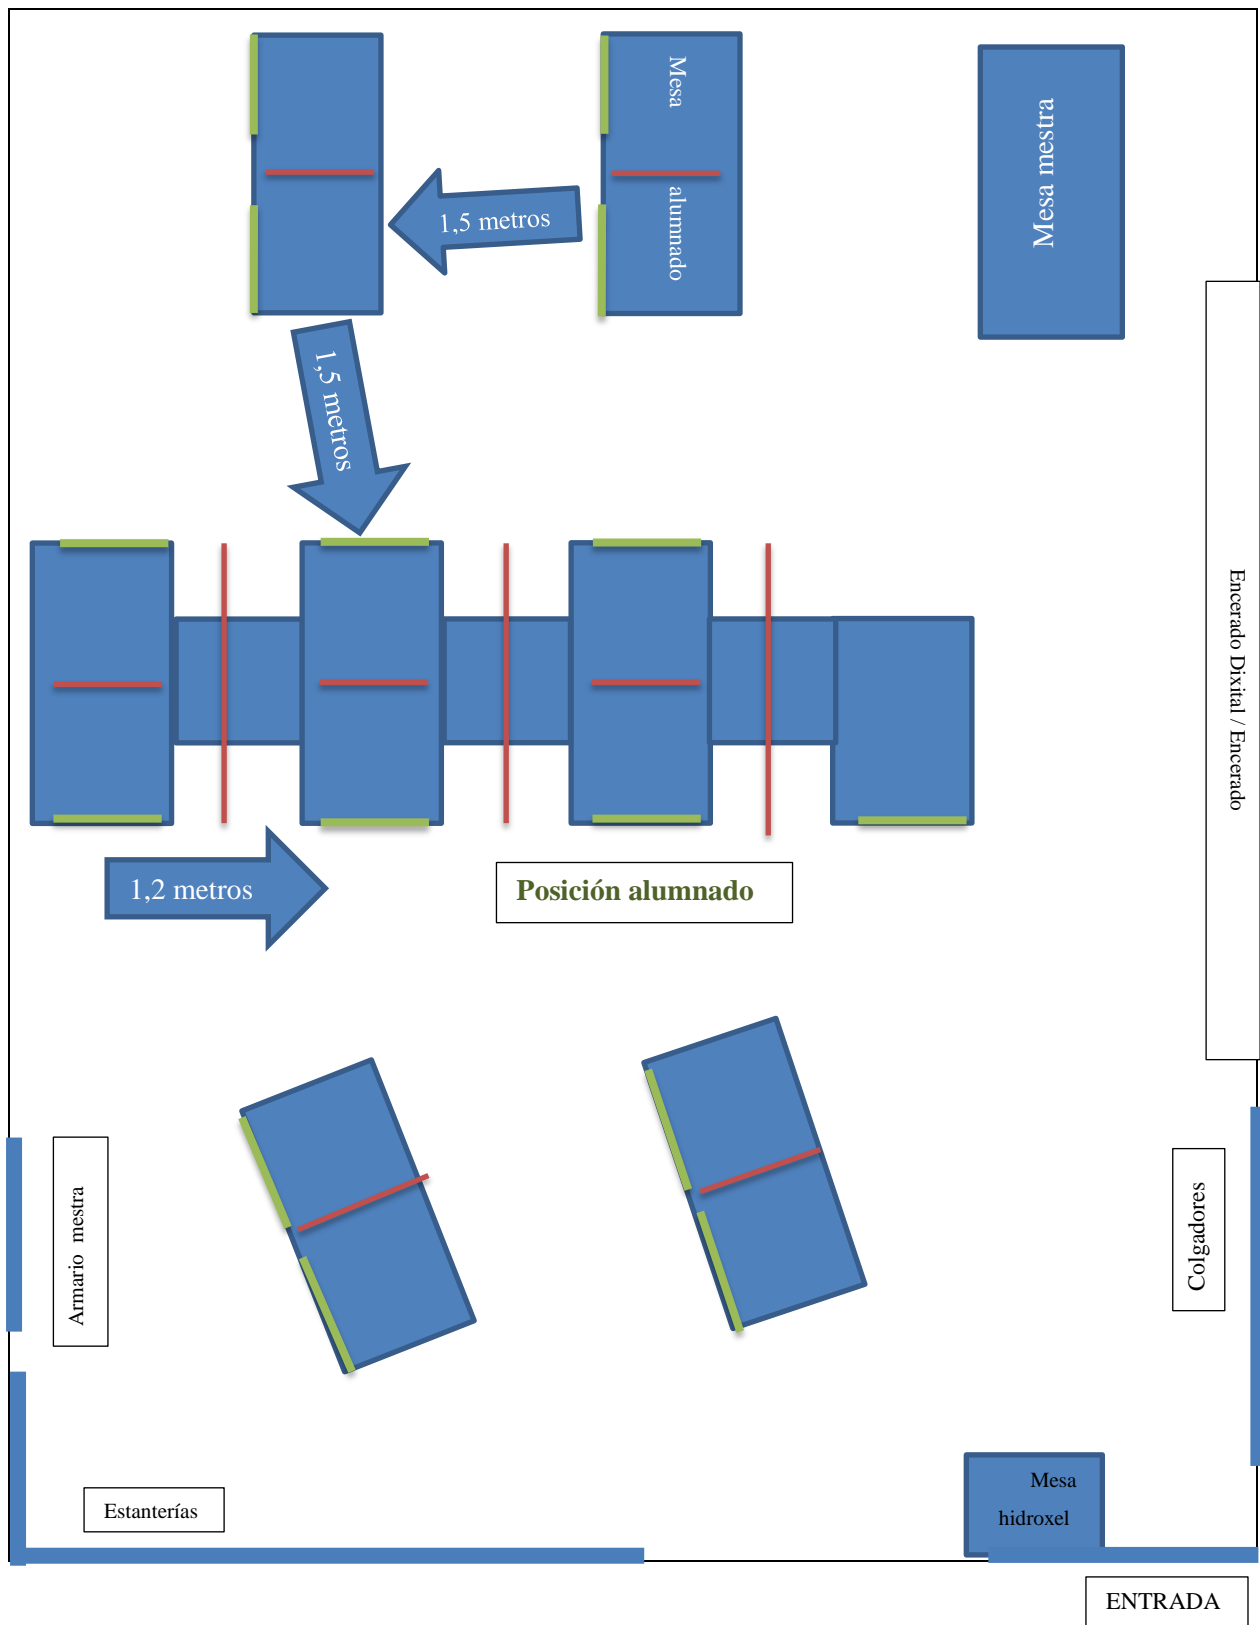 Mesa alumnado
Mesa mestra
1,5 metros
1,5 metros
Encerado Dixital / Encerado
1,2 metros
Posición alumnado
Armario mestra
Colgadores
Estanterías
Mesa
hidroxel
ENTRADA